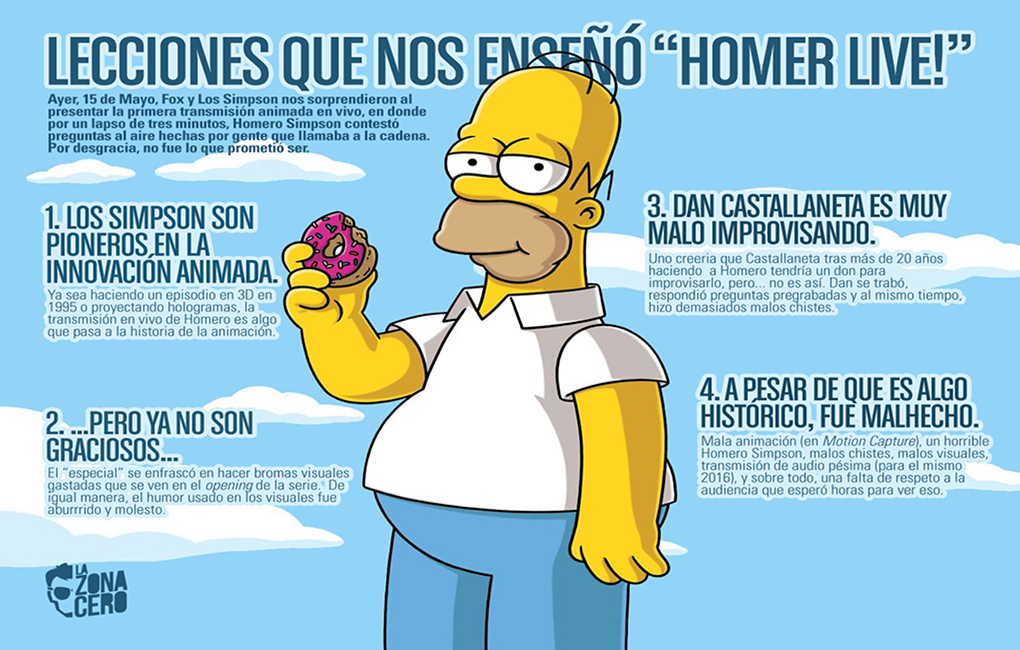 LECCIONES QUE NOS ENSEÑÓ “HOMER LIVE!”
Ayer, 15 de Mayo, Fox y Los Simpson nos sorprendieron al
presentar la primera transmisión animada en vivo, en donde
por un lapso de tres minutos, Homero Simpson contestó
preguntas al aire hechas por gente que llamaba a la cadena.
Por desgracia, no fue lo que prometió ser.
1. LOS SIMPSON SON
PIONEROS EN LA
INNOVACIÓN ANIMADA.
Ya sea haciendo un episodio en 3D en
1995 o proyectando hologramas, la
transmisión en vivo de Homero es algo
que pasa a la historia de la animación.
2. ...PERO YA NO SON
GRACIOSOS...
El “especial” se enfrascó en hacer bromas visuales
gastadas que se ven en el opening de la serie. De
igual manera, el humor usado en los visuales fue
aburrrido y molesto.
3. DAN CASTALLANETA ES MUY
MALO IMPROVISANDO.
Uno creeria que Castallaneta tras más de 20 años
haciendo a Homero tendría un don para
improvisarlo, pero... no es así. Dan se trabó,
respondió preguntas pregrabadas y al mismo tiempo,
hizo demasiados malos chistes.
4. A PESAR DE QUE ES ALGO
HISTÓRICO, FUE MALHECHO.
Mala animación (en Motion Capture), un horrible
Homero Simpson, malos chistes, malos visuales,
transmisión de audio pésima (para el mismo
2016), y sobre todo, una falta de respeto a la
audiencia que esperó horas para ver eso.
LA
ZONA
CERO